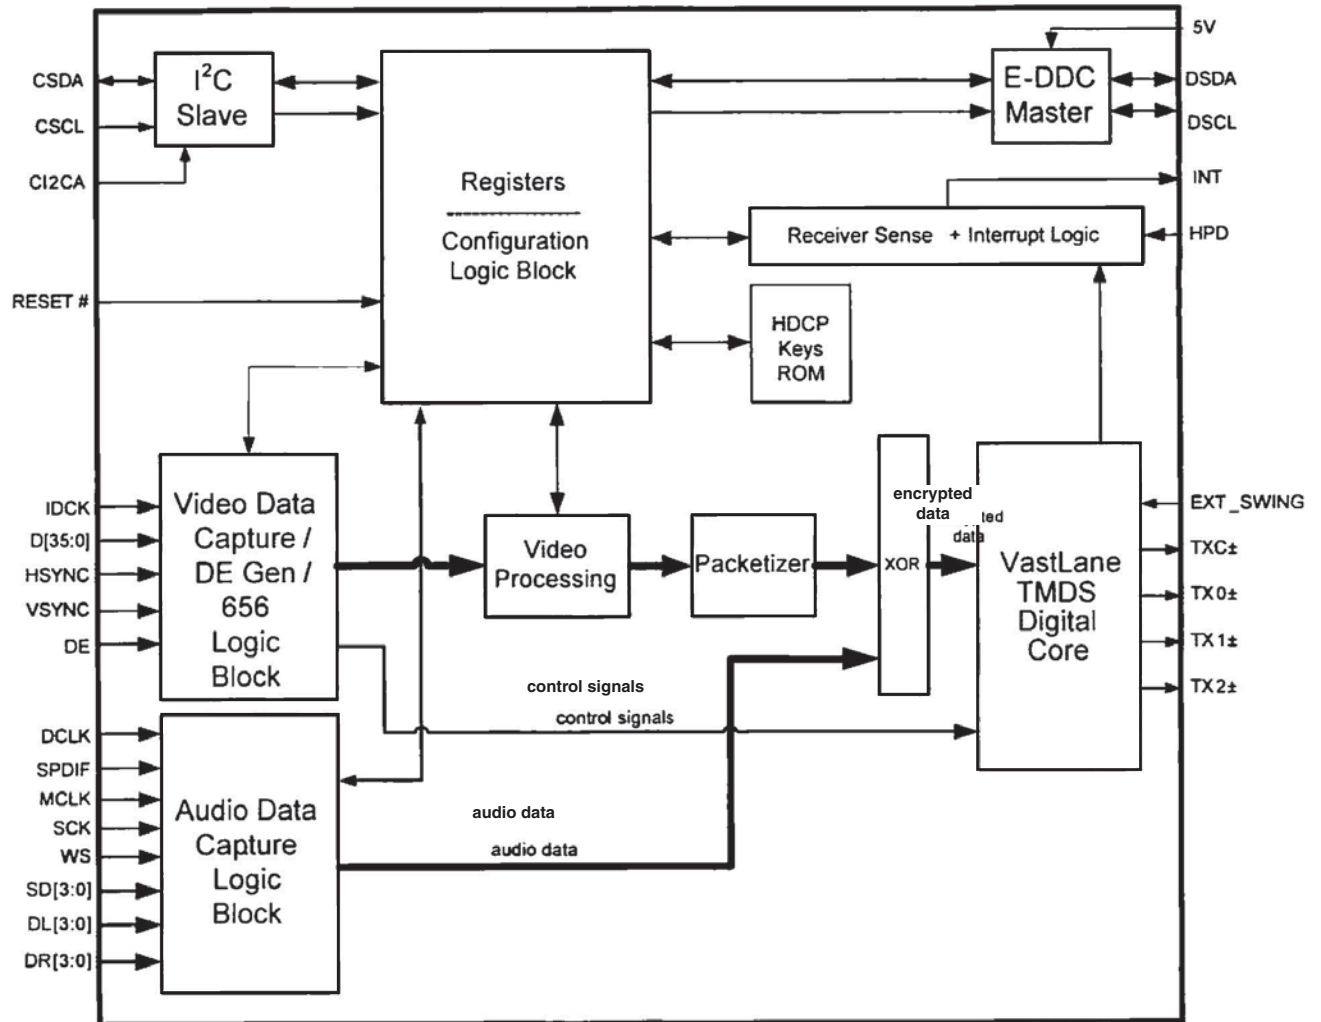 5V
CSDA
I²C
Slave
E-DDC
Master
DSDA
CSCL
DSCL
CI2CA
INT
Registers
Configuration
Logic Block
Receiver Sense + Interrupt Logic
HPD
RESET #
HDCP
Keys
ROM
IDCK
D[35:0]
HSYNC
VSYNC
DE
Video Data
Capture /
DE Gen /
656
Logic
Block
Video
Processing
Packetizer
XOR
encrypted
data
data
VastLane
TMDS
Digital
Core
EXT_SWING
TXC±
TX0±
TX1±
TX2±
control signals
control signals
DCLK
SPDIF
MCLK
SCK
WS
SD[3:0]
DL[3:0]
DR[3:0]
Audio Data
Capture
Logic
Block
audio data
audio data